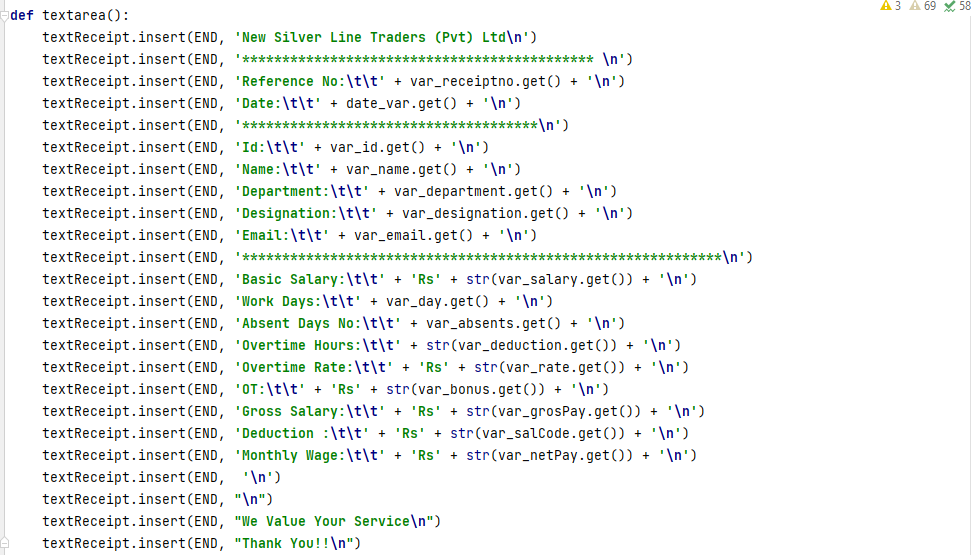 3 69 58
def textarea():
    textReceipt.insert(END, 'New Silver Line Traders (Pvt) Ltd\n')
    textReceipt.insert(END, '******************************************** \n')
    textReceipt.insert(END, 'Reference No:\t\t' + var_receiptno.get() + '\n')
    textReceipt.insert(END, 'Date:\t\t' + date_var.get() + '\n')
    textReceipt.insert(END, '*************************************\n')
    textReceipt.insert(END, 'Id:\t\t' + var_id.get() + '\n')
    textReceipt.insert(END, 'Name:\t\t' + var_name.get() + '\n')
    textReceipt.insert(END, 'Department:\t\t' + var_department.get() + '\n')
    textReceipt.insert(END, 'Designation:\t\t' + var_designation.get() + '\n')
    textReceipt.insert(END, 'Email:\t\t' + var_email.get() + '\n')
    textReceipt.insert(END, '************************************************************\n')
    textReceipt.insert(END, 'Basic Salary:\t\t' + 'Rs' + str(var_salary.get()) + '\n')
    textReceipt.insert(END, 'Work Days:\t\t' + var_day.get() + '\n')
    textReceipt.insert(END, 'Absent Days No:\t\t' + var_absents.get() + '\n')
    textReceipt.insert(END, 'Overtime Hours:\t\t' + str(var_deduction.get()) + '\n')
    textReceipt.insert(END, 'Overtime Rate:\t\t' + 'Rs' + str(var_rate.get()) + '\n')
    textReceipt.insert(END, 'OT:\t\t' + 'Rs' + str(var_bonus.get()) + '\n')
    textReceipt.insert(END, 'Gross Salary:\t\t' + 'Rs' + str(var_grosPay.get()) + '\n')
    textReceipt.insert(END, 'Deduction :\t\t' + 'Rs' + str(var_salCode.get()) + '\n')
    textReceipt.insert(END, 'Monthly Wage:\t\t' + 'Rs' + str(var_netPay.get()) + '\n')
    textReceipt.insert(END,  '\n')
    textReceipt.insert(END, "\n")
    textReceipt.insert(END, "We Value Your Service\n")
    textReceipt.insert(END, "Thank You!!\n")